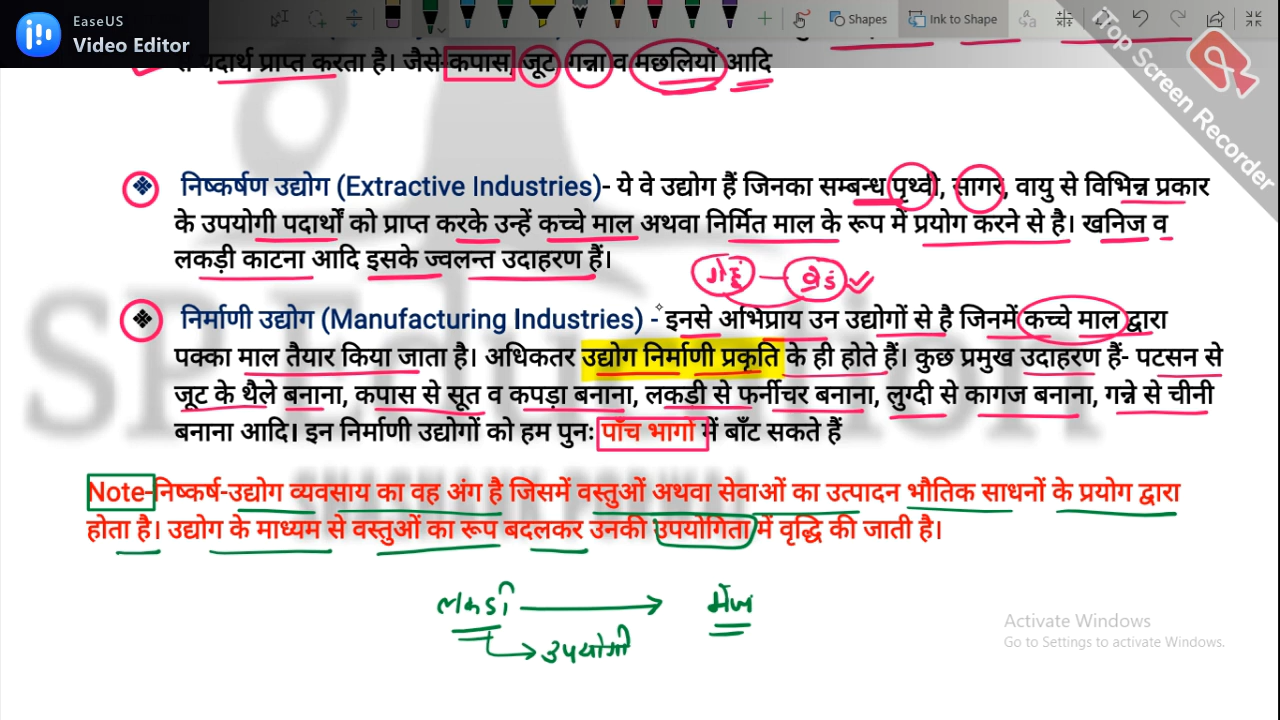 EaseUS
Video Editor
Shapes
Ink to Shape
iTop Screen Recorder
पदार्थ प्राप्त करता है। जैसे-कपास, जूट, गन्ना व मछलियाँ आदि
❖ निष्कर्षण उद्योग (Extractive Industries)- ये वे उद्योग हैं जिनका सम्बन्ध पृथ्वी, सागर, वायु से विभिन्न प्रकार
के उपयोगी पदार्थों को प्राप्त करके उन्हें कच्चे माल अथवा निर्मित माल के रूप में प्रयोग करने से है। खनिज व
लकड़ी काटना आदि इसके ज्वलन्त उदाहरण हैं।
गेहूं — ब्रेड
❖ निर्माणी उद्योग (Manufacturing Industries) - इनसे अभिप्राय उन उद्योगों से है जिनमें कच्चे माल द्वारा
पक्का माल तैयार किया जाता है। अधिकतर उद्योग निर्माणी प्रकृति के ही होते हैं। कुछ प्रमुख उदाहरण हैं- पटसन से
जूट के थैले बनाना, कपास से सूत व कपड़ा बनाना, लकड़ी से फर्नीचर बनाना, लुग्दी से कागज बनाना, गन्ने से चीनी
बनाना आदि। इन निर्माणी उद्योगों को हम पुनः पाँच भागों में बाँट सकते हैं
Note-निष्कर्ष-उद्योग व्यवसाय का वह अंग है जिसमें वस्तुओं अथवा सेवाओं का उत्पादन भौतिक साधनों के प्रयोग द्वारा
होता है। उद्योग के माध्यम से वस्तुओं का रूप बदलकर उनकी उपयोगिता में वृद्धि की जाती है।
लकड़ी → मेज
→ उपयोगी
Activate Windows
Go to Settings to activate Windows.